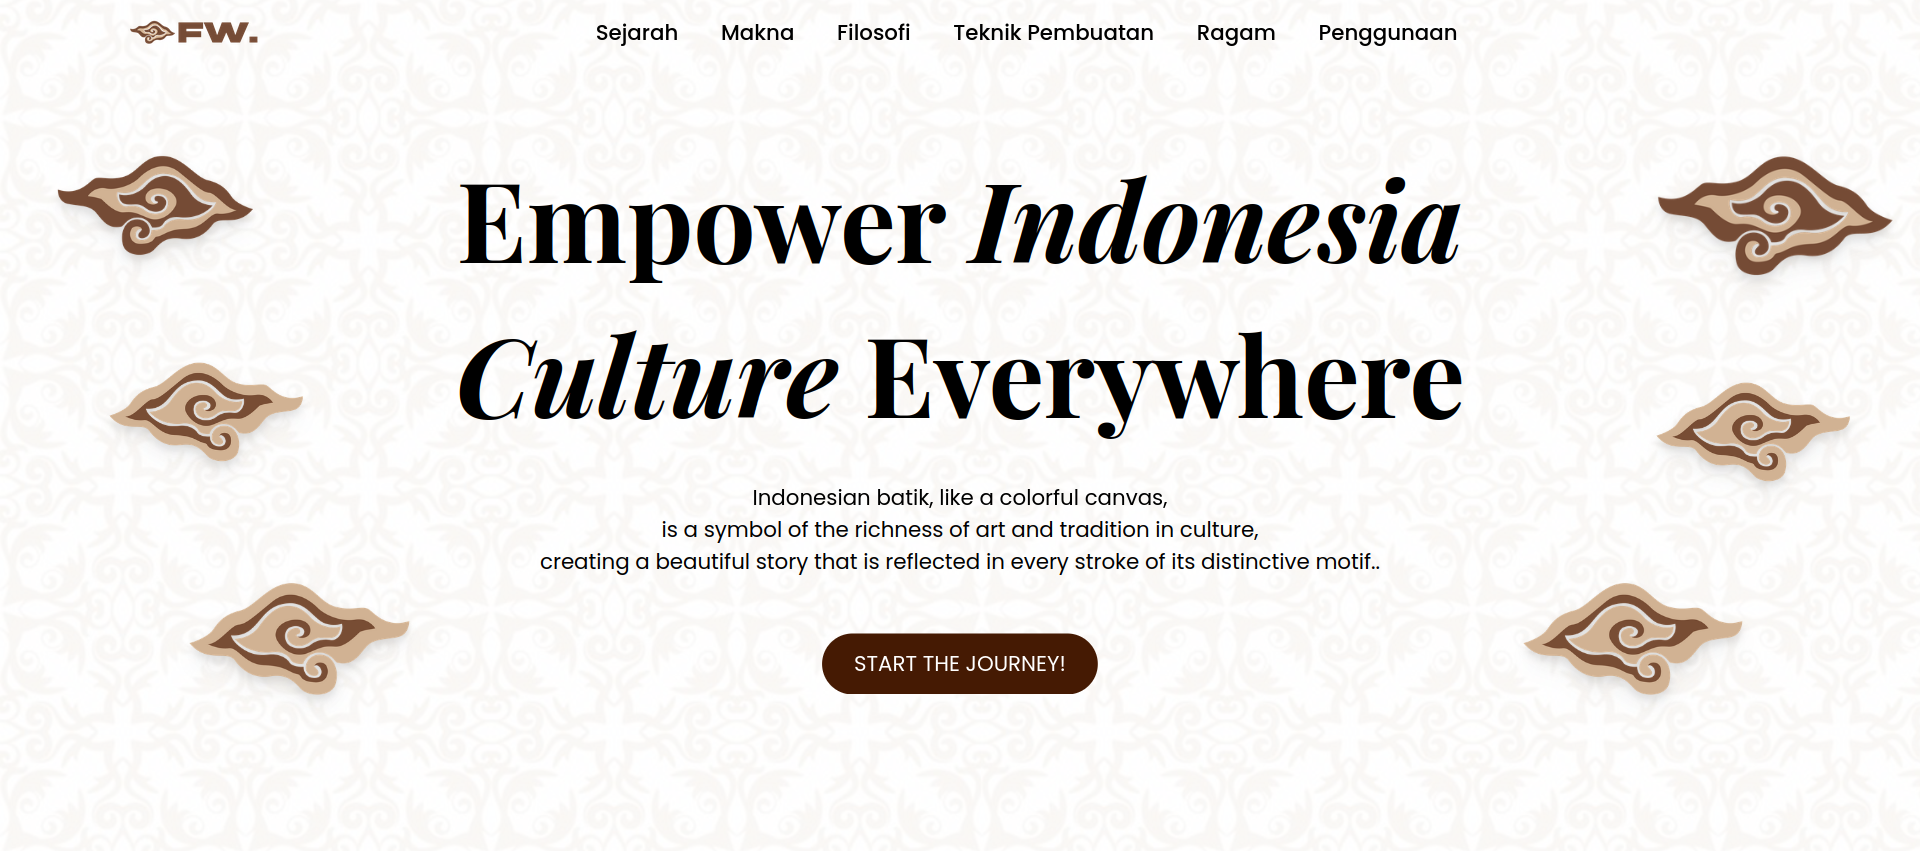 FW.
Sejarah Makna Filosofi Teknik Pembuatan Ragam Penggunaan
Empower Indonesia
Culture Everywhere
Indonesian batik, like a colorful canvas,
is a symbol of the richness of art and tradition in culture,
creating a beautiful story that is reflected in every stroke of its distinctive motif..
START THE JOURNEY!